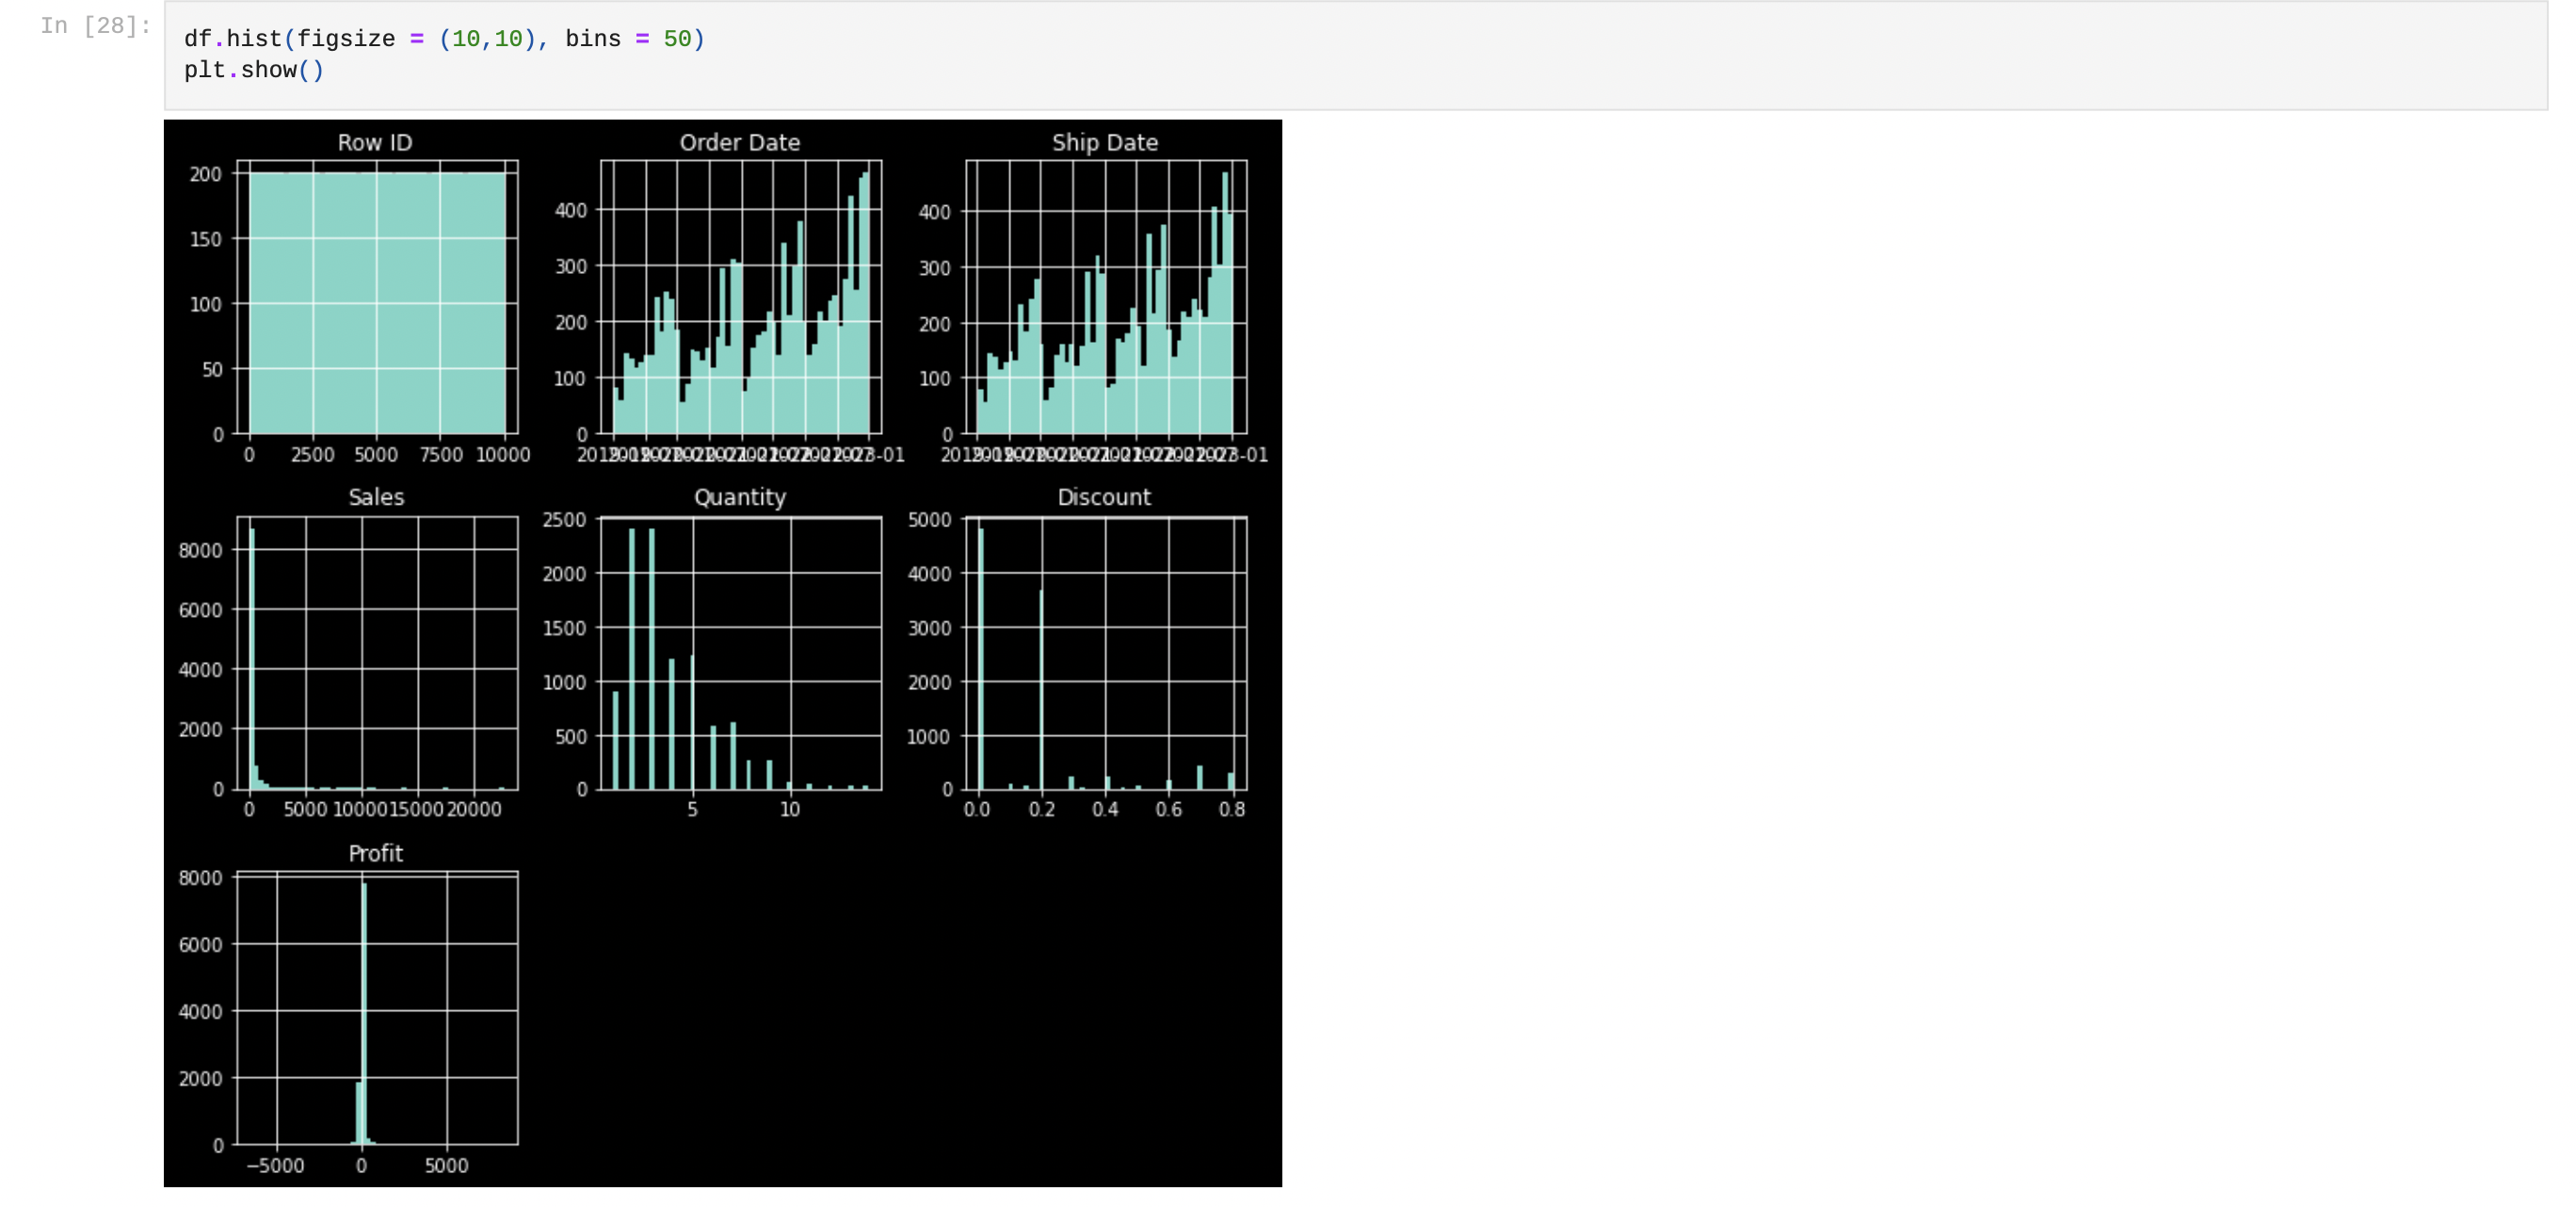 In [28]:
df.hist(figsize = (10,10), bins = 50)
plt.show()
Row ID
Order Date
Ship Date
200
150
100
50
0
0 2500 5000 7500 10000
400
300
200
100
0
400
300
200
100
0
Sales
Quantity
Discount
8000
6000
4000
2000
0
0 5000 10000 15000 20000
2500
2000
1500
1000
500
0
5 10
5000
4000
3000
2000
1000
0
0.0 0.2 0.4 0.6 0.8
Profit
8000
6000
4000
2000
0
−5000 0 5000